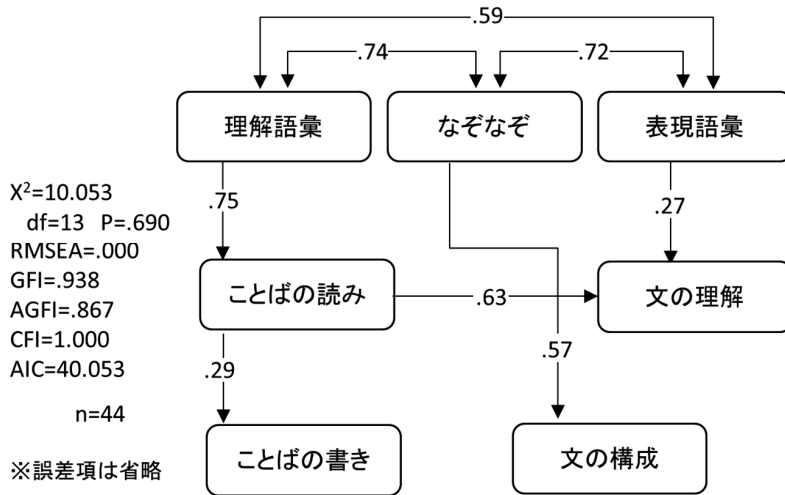 .59
.74
.72
理解語彙
なぞなぞ
表現語彙
X²=10.053
df=13 P=.690
RMSEA=.000
GFI=.938
AGFI=.867
CFI=1.000
AIC=40.053
n=44
※誤差項は省略
.75
.27
ことばの読み
.63
文の理解
.29
.57
ことばの書き
文の構成